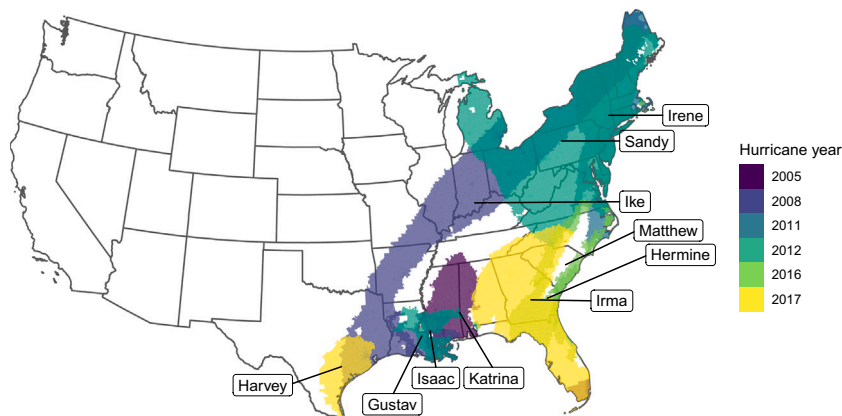 Irene
Sandy
Ike
Matthew
Hermine
Irma
Harvey
Isaac
Katrina
Gustav
Hurricane year
2005
2008
2011
2012
2016
2017